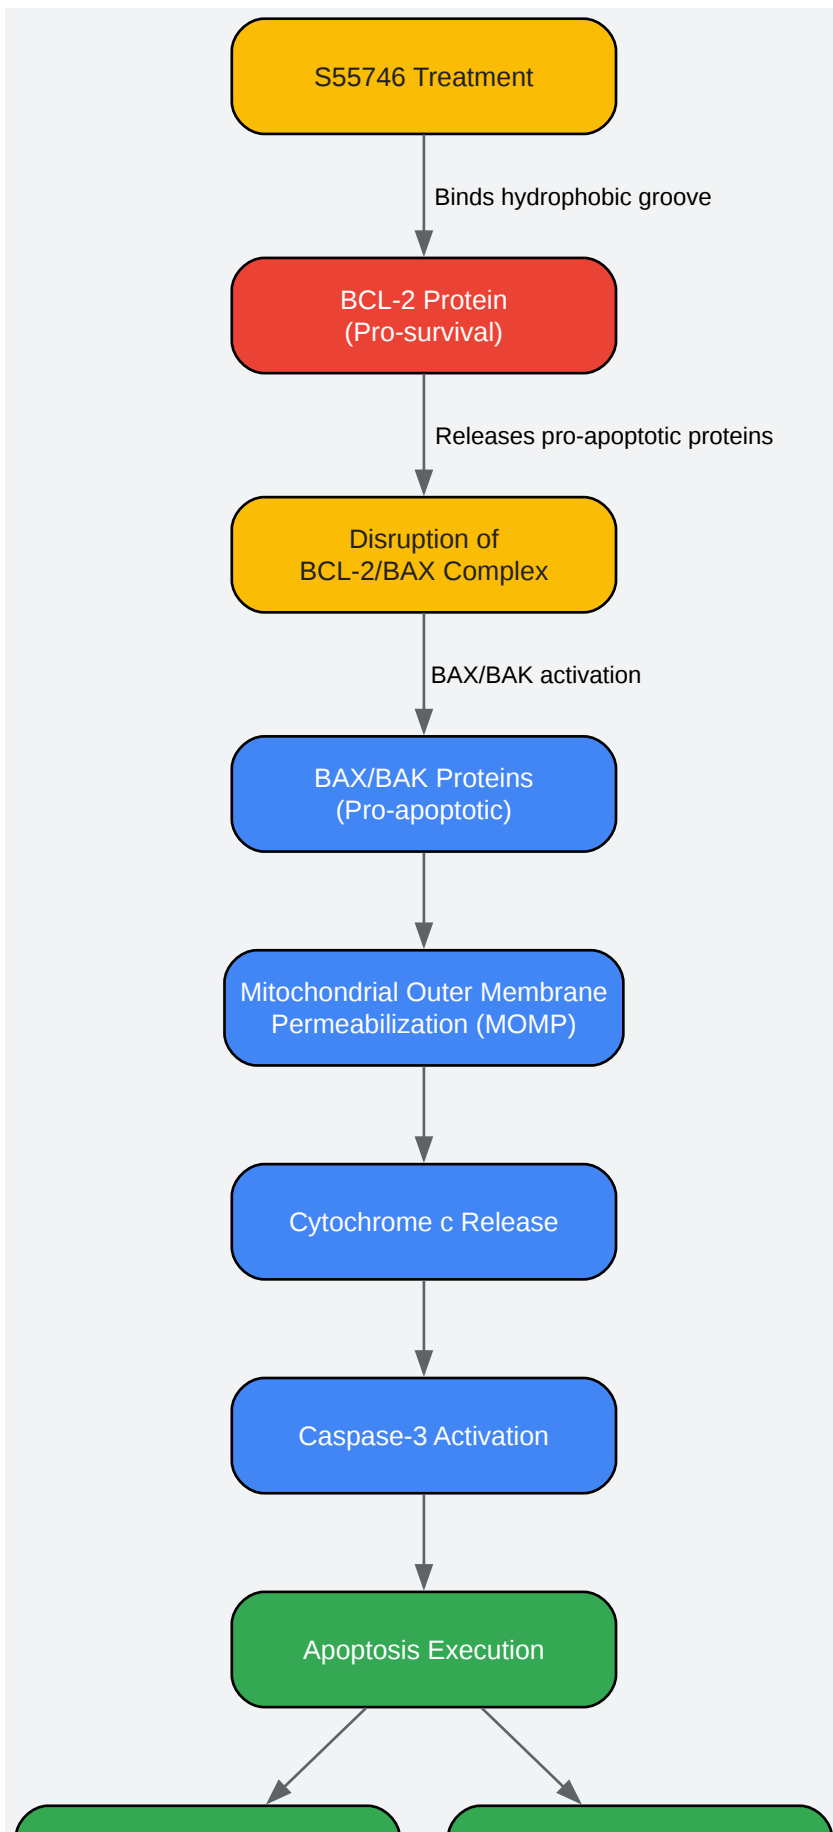 S55746 Treatment
Binds hydrophobic groove
BCL-2 Protein
(Pro-survival)
Releases pro-apoptotic proteins
Disruption of
BCL-2/BAX Complex
BAX/BAK activation
BAX/BAK Proteins
(Pro-apoptotic)
Mitochondrial Outer Membrane
Permeabilization (MOMP)
Cytochrome c Release
Caspase-3 Activation
Apoptosis Execution